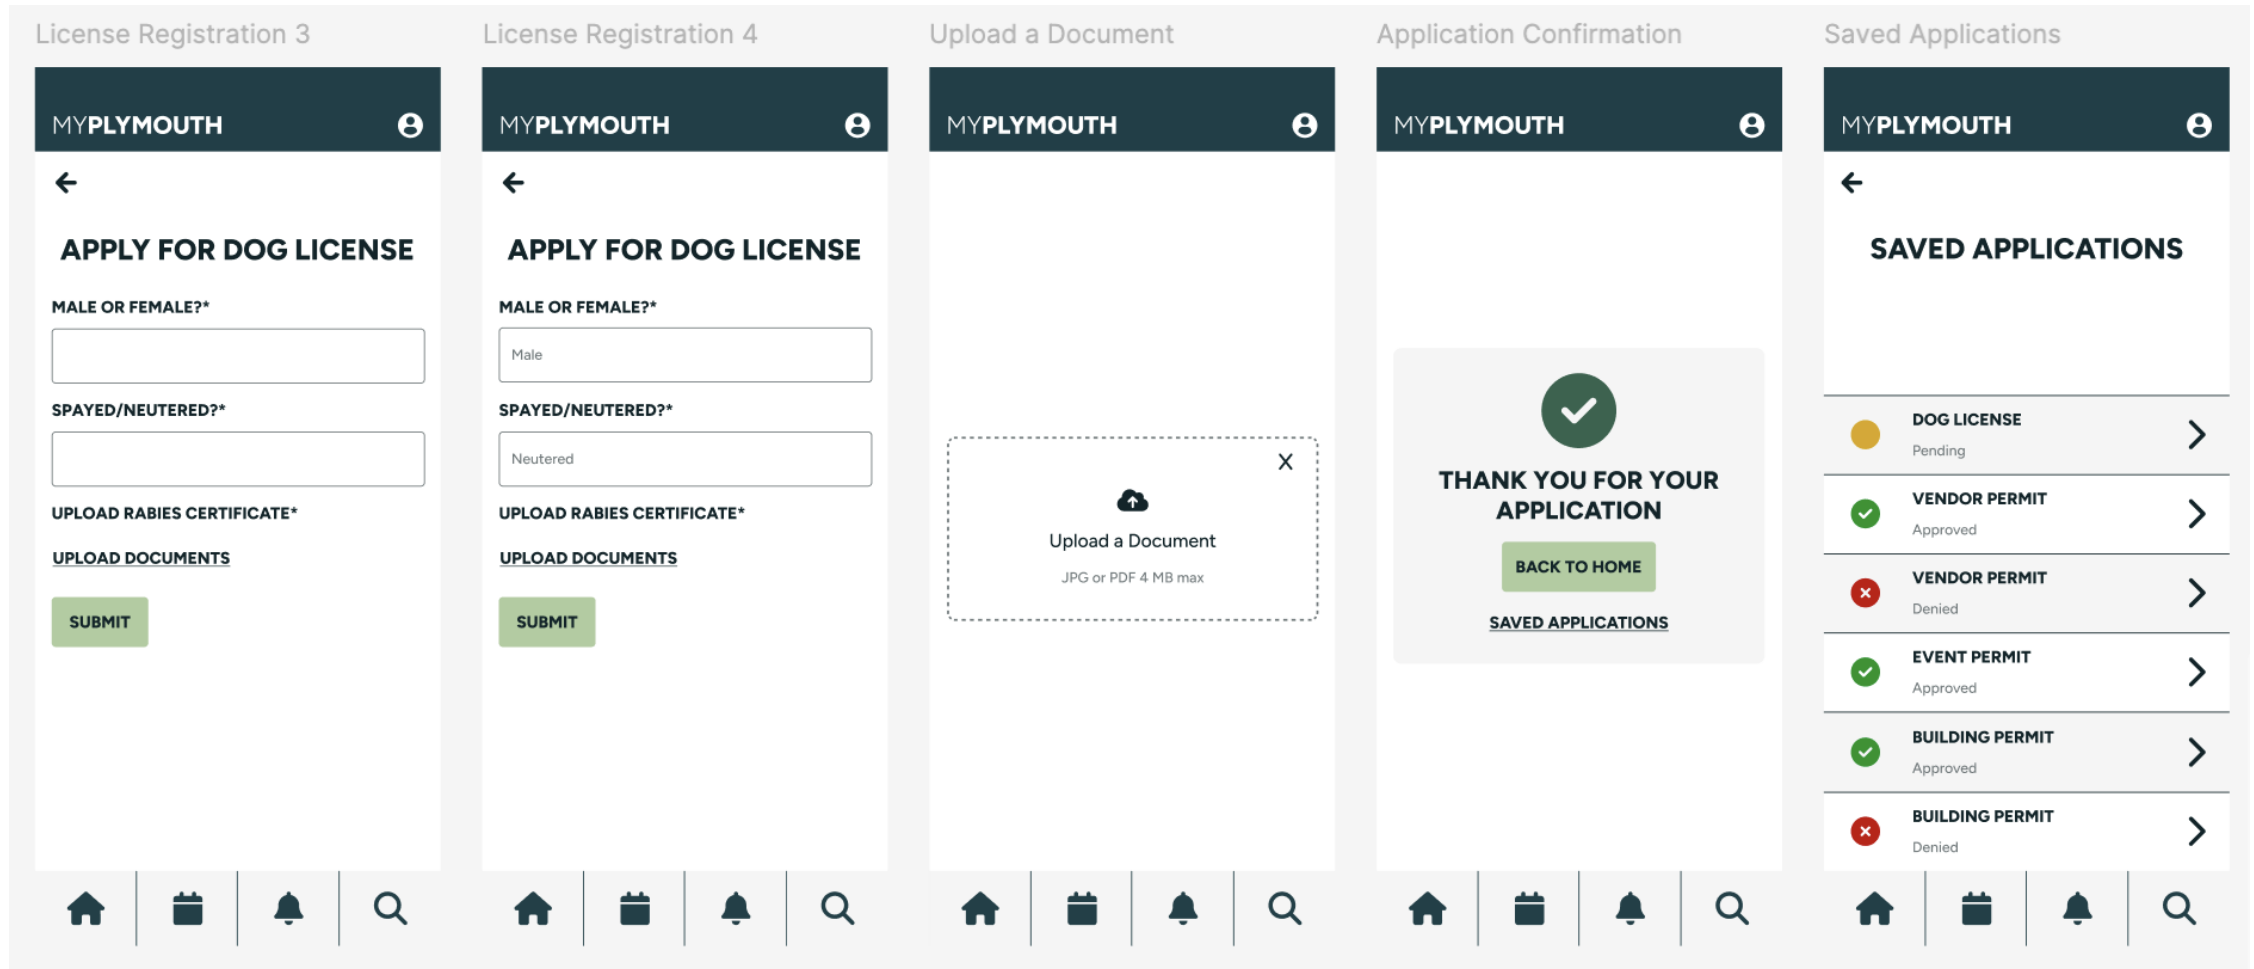 License Registration 3
MYPLYMOUTH
APPLY FOR DOG LICENSE
MALE OR FEMALE?*
SPAYED/NEUTERED?*
UPLOAD RABIES CERTIFICATE*
UPLOAD DOCUMENTS
SUBMIT
License Registration 4
MYPLYMOUTH
APPLY FOR DOG LICENSE
MALE OR FEMALE?*
Male
SPAYED/NEUTERED?*
Neutered
UPLOAD RABIES CERTIFICATE*
UPLOAD DOCUMENTS
SUBMIT
Upload a Document
MYPLYMOUTH
X
Upload a Document
JPG or PDF 4 MB max
Application Confirmation
MYPLYMOUTH
THANK YOU FOR YOUR
APPLICATION
BACK TO HOME
SAVED APPLICATIONS
Saved Applications
MYPLYMOUTH
SAVED APPLICATIONS
DOG LICENSE
Pending
VENDOR PERMIT
Approved
VENDOR PERMIT
Denied
EVENT PERMIT
Approved
BUILDING PERMIT
Approved
BUILDING PERMIT
Denied